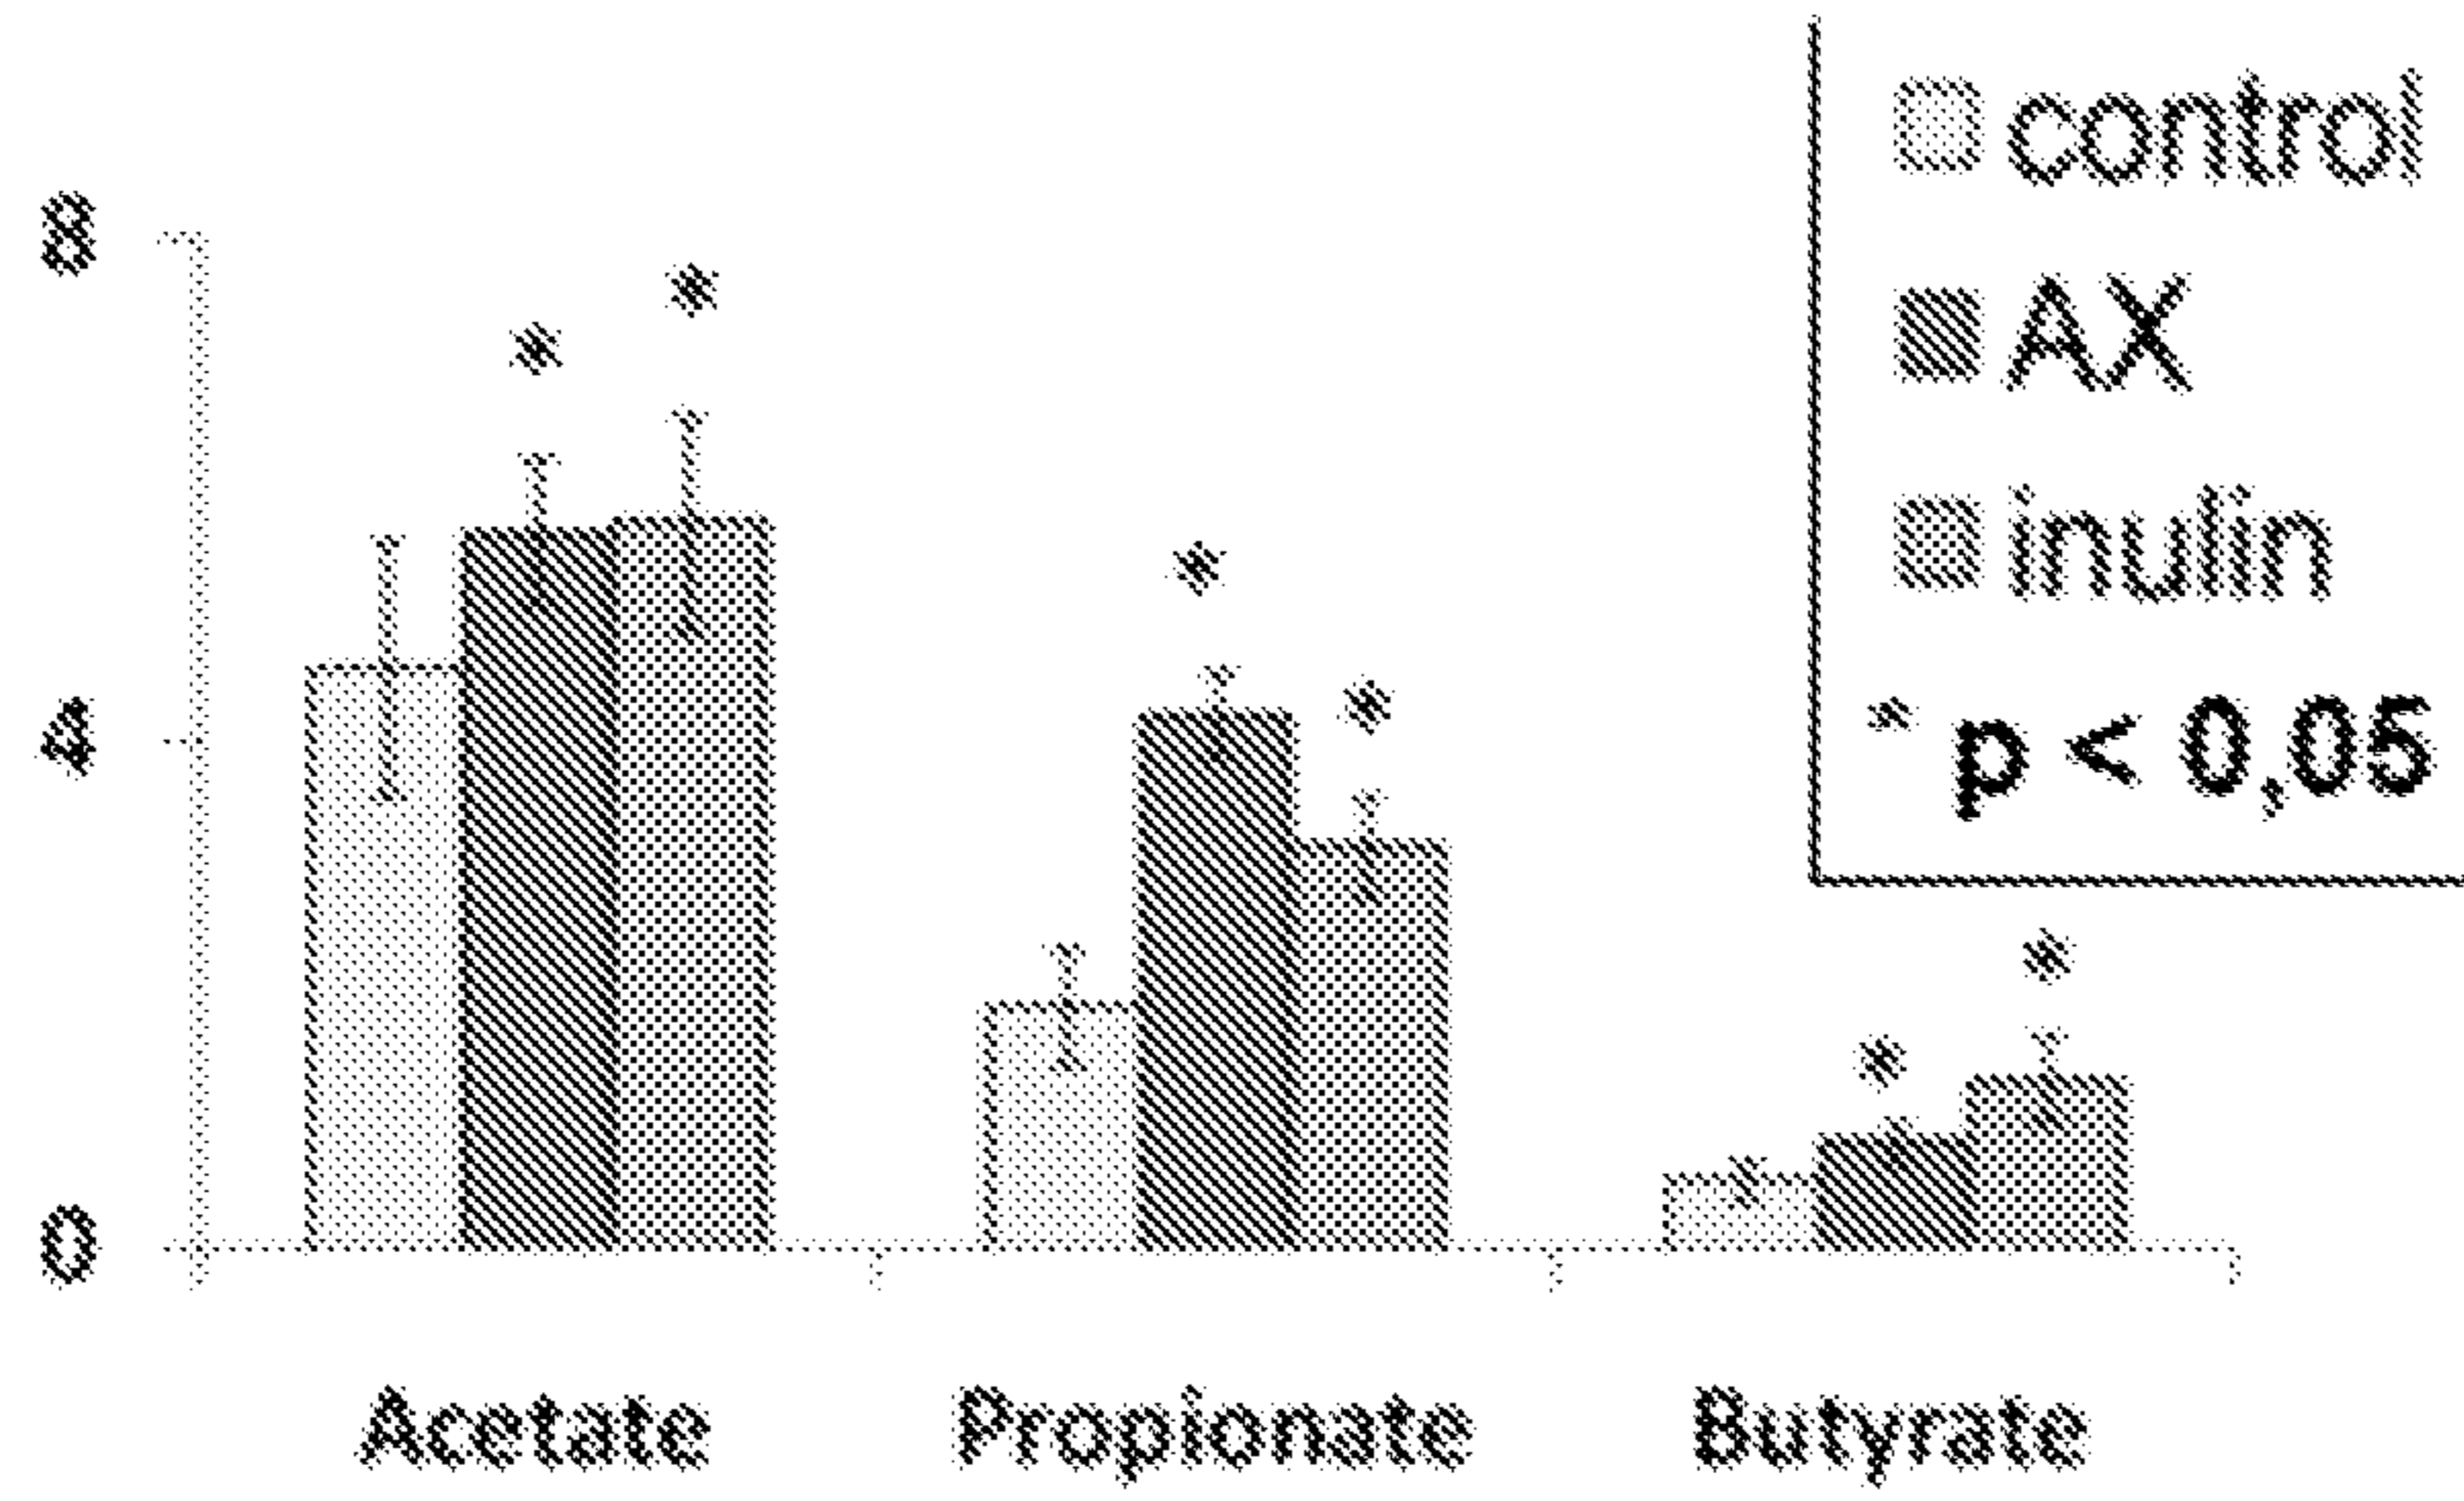 control
AX
inulin
* p < 0,05
8
*
*
4
*
*
*
*
0
Acetate Propionate Butyrate